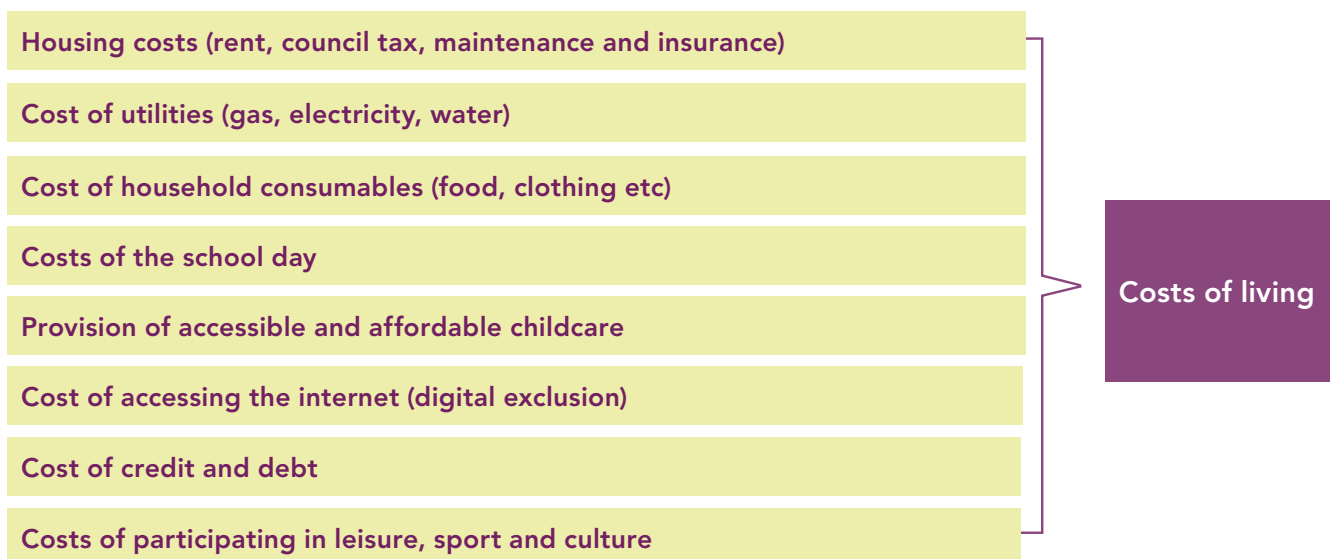 Housing costs (rent, council tax, maintenance and insurance)
Cost of utilities (gas, electricity, water)
Cost of household consumables (food, clothing etc)
Costs of the school day
Provision of accessible and affordable childcare
Cost of accessing the internet (digital exclusion)
Cost of credit and debt
Costs of participating in leisure, sport and culture
Costs of living